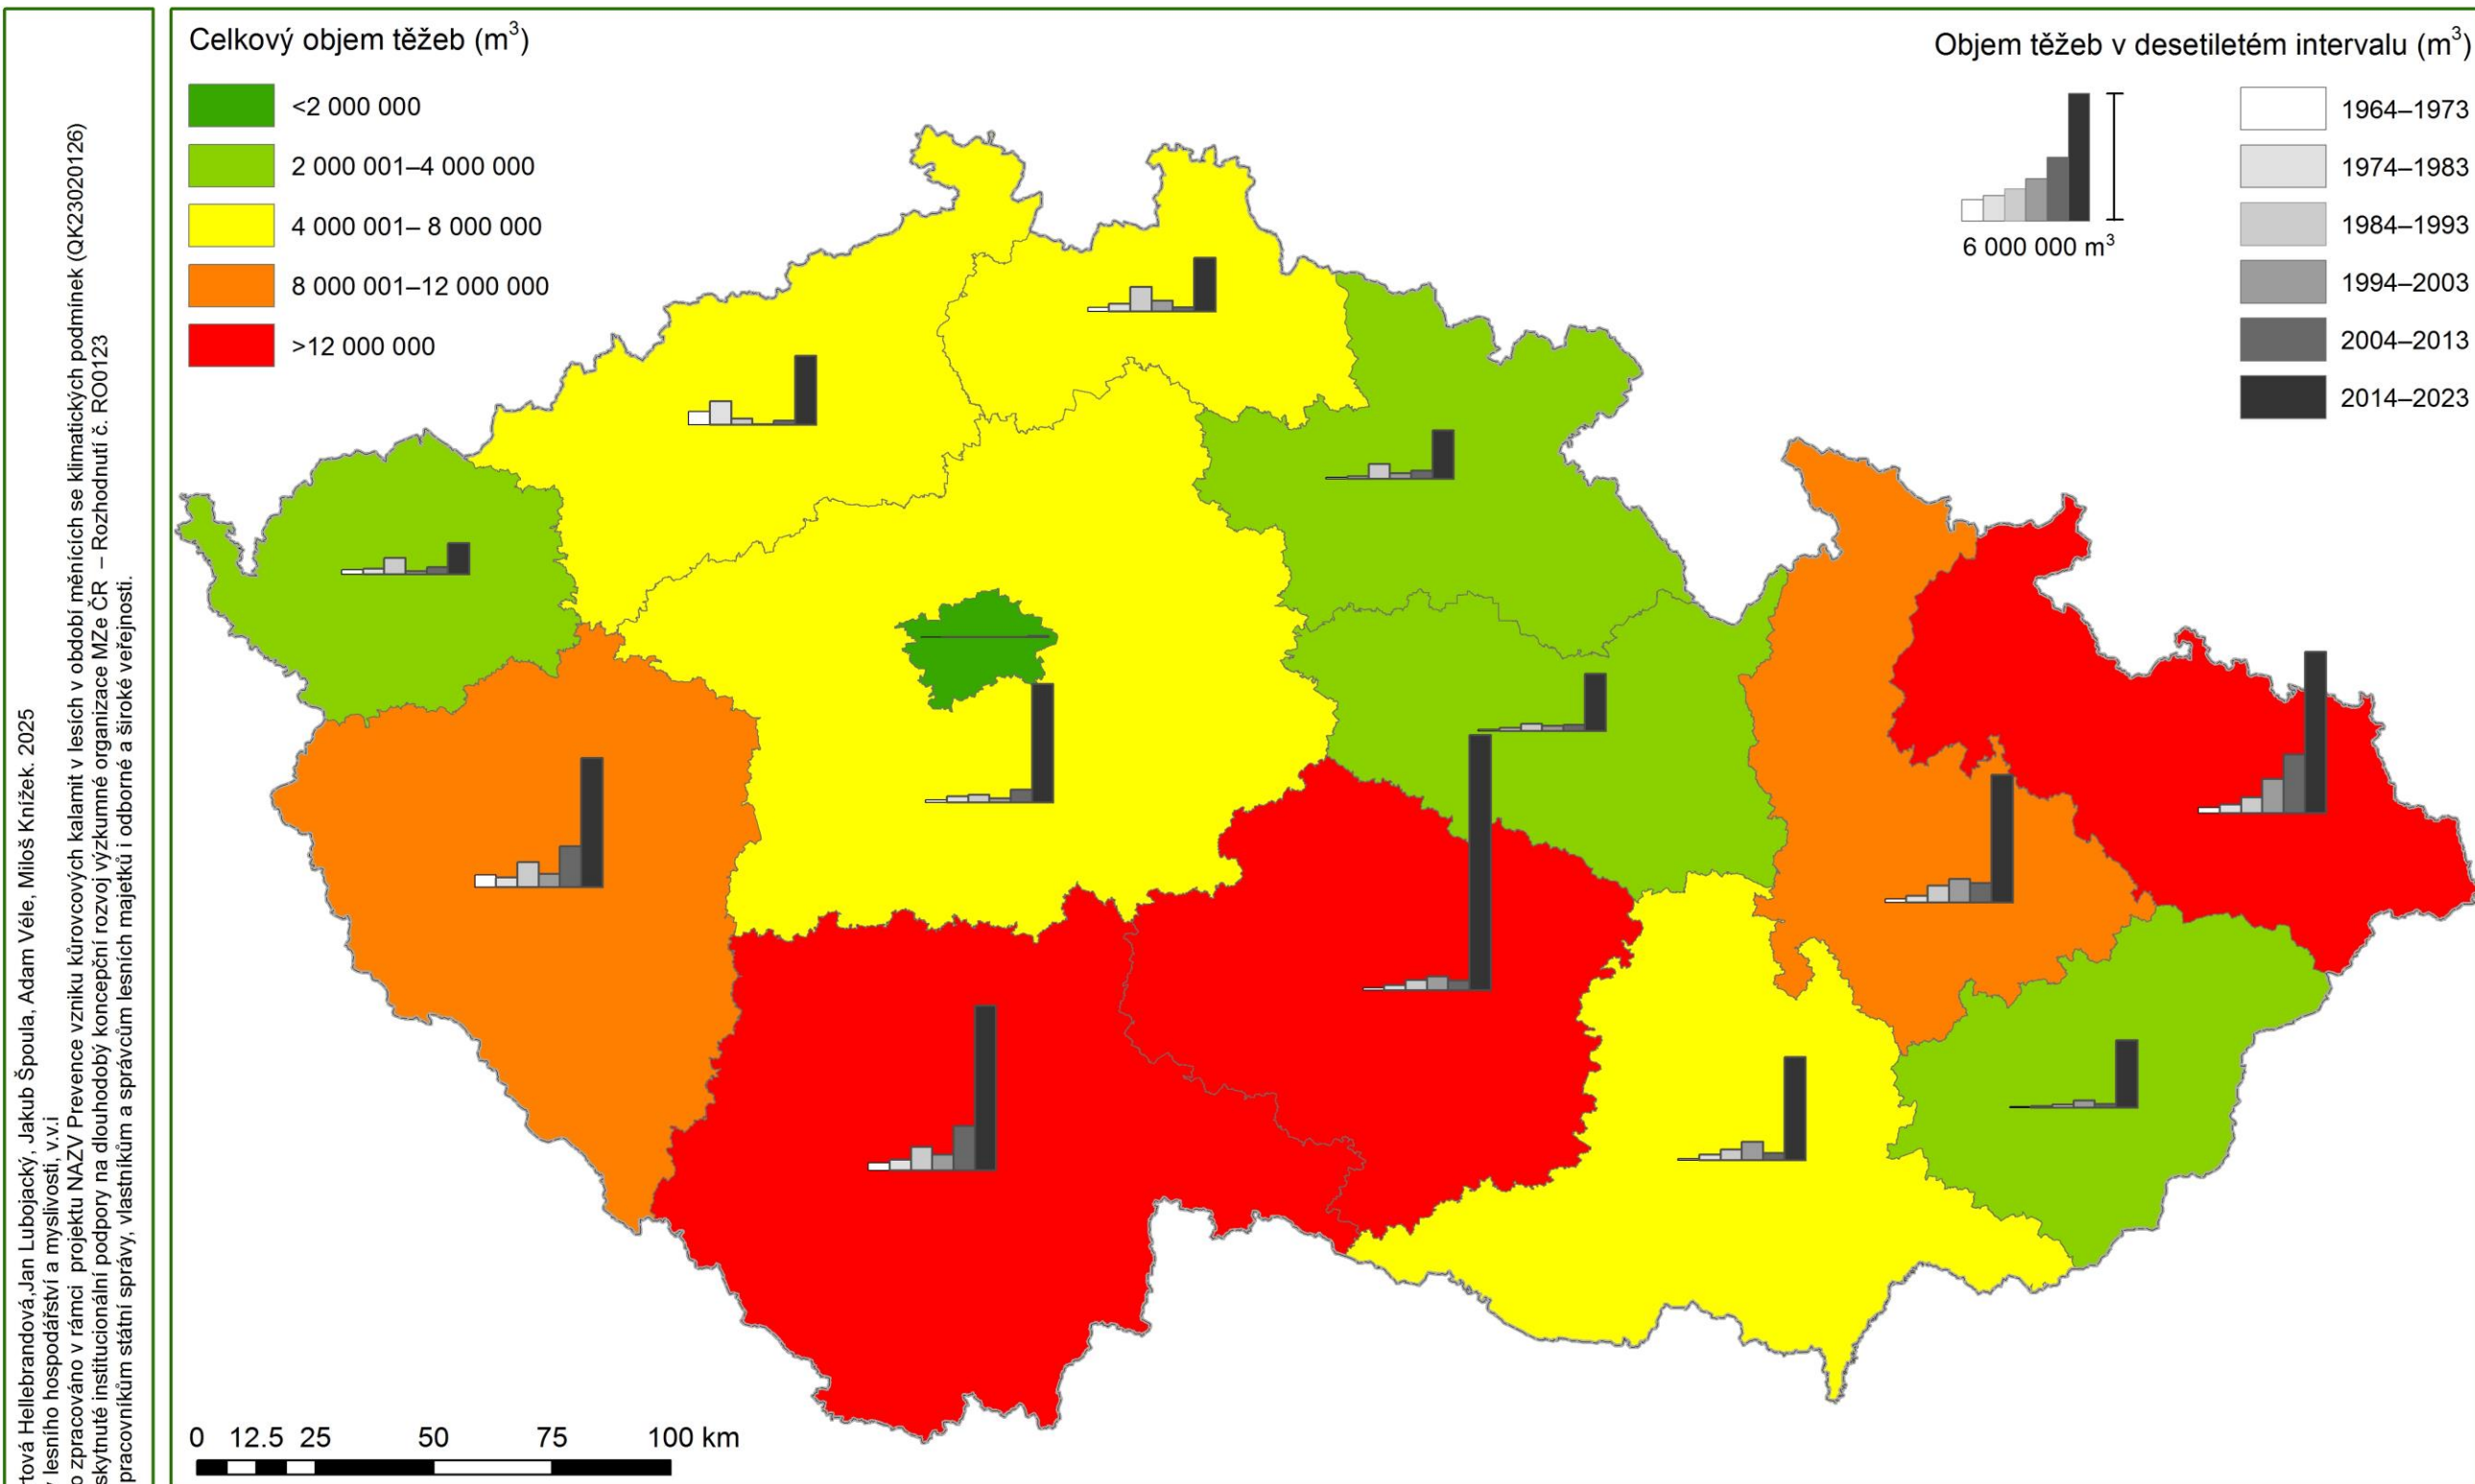 Celkový objem těžeb (m³)
<2 000 000
2 000 001–4 000 000
4 000 001– 8 000 000
8 000 001–12 000 000
>12 000 000
Objem těžeb v desetiletém intervalu (m³)
6 000 000 m³
1964–1973
1974–1983
1984–1993
1994–2003
2004–2013
2014–2023
0 12.5 25 50 75 100 km
Hellebrandová,Jan Lubojacký, Jakub Špoula, Adam Véle, Miloš Knížek. 2025
lesního hospodářství a myslivosti, v.v.i
zpracováno v rámci projektu NAZV Prevence vzniku kůrovcových kalamit v lesích v období měnících se klimatických podmínek (QK23020126)
institucionální podpory na dlouhodobý koncepční rozvoj výzkumné organizace MZe ČR – Rozhodnutí č. RO0123
pracovníkům státní správy, vlastníkům a správcům lesních majetků i odborné a široké veřejnosti.